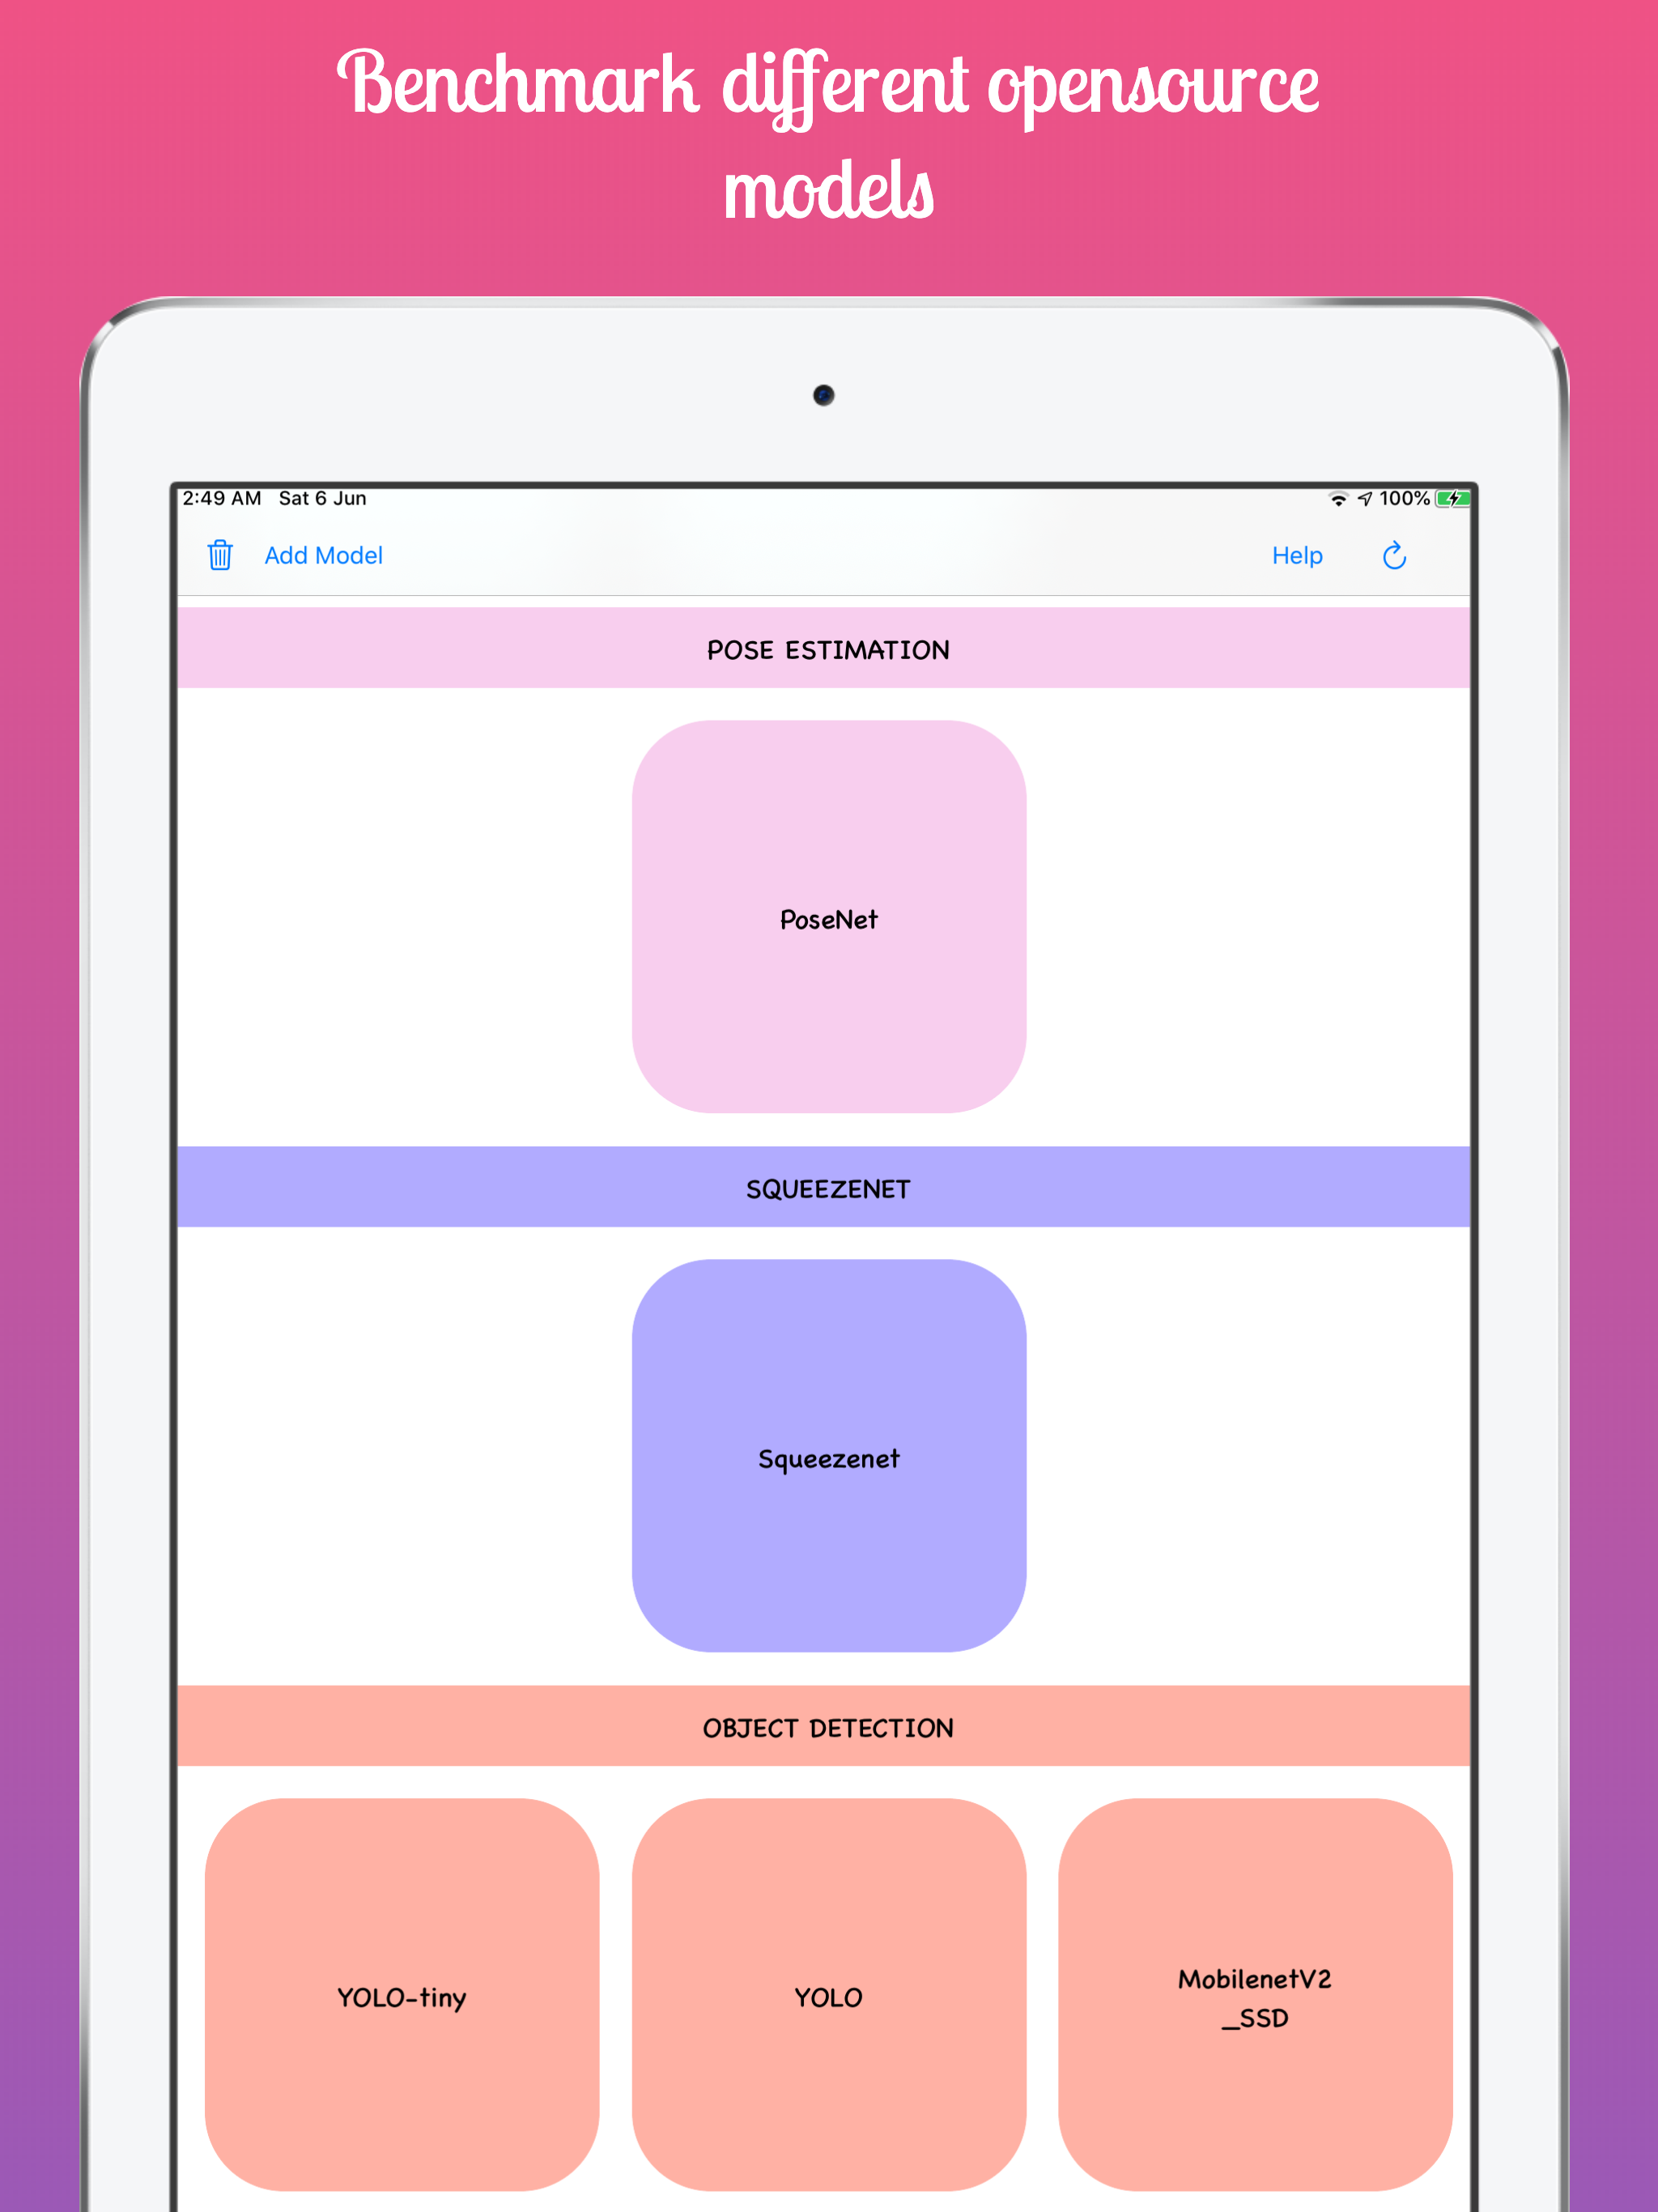 Benchmark different opensource
models
2:49 AM Sat 6 Jun 100%
Add Model Help
POSE ESTIMATION
PoseNet
SQUEEZENET
Squeezenet
OBJECT DETECTION
YOLO-tiny
YOLO
MobilenetV2
_SSD